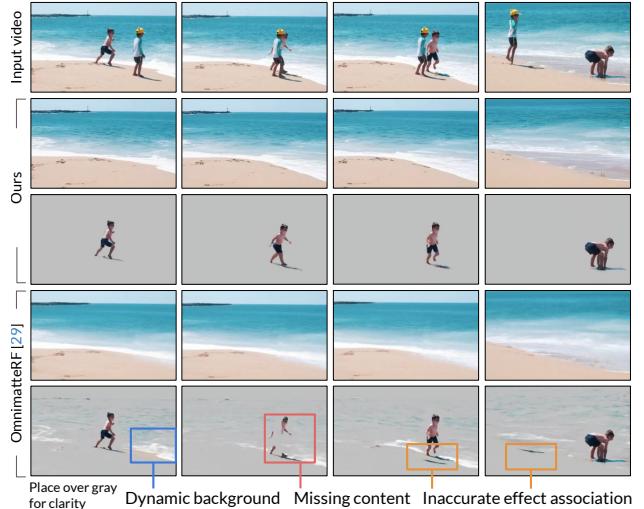 Input video
Ours
OmnimatteRF [29]
Place over gray
for clarity
Dynamic background
Missing content
Inaccurate effect association